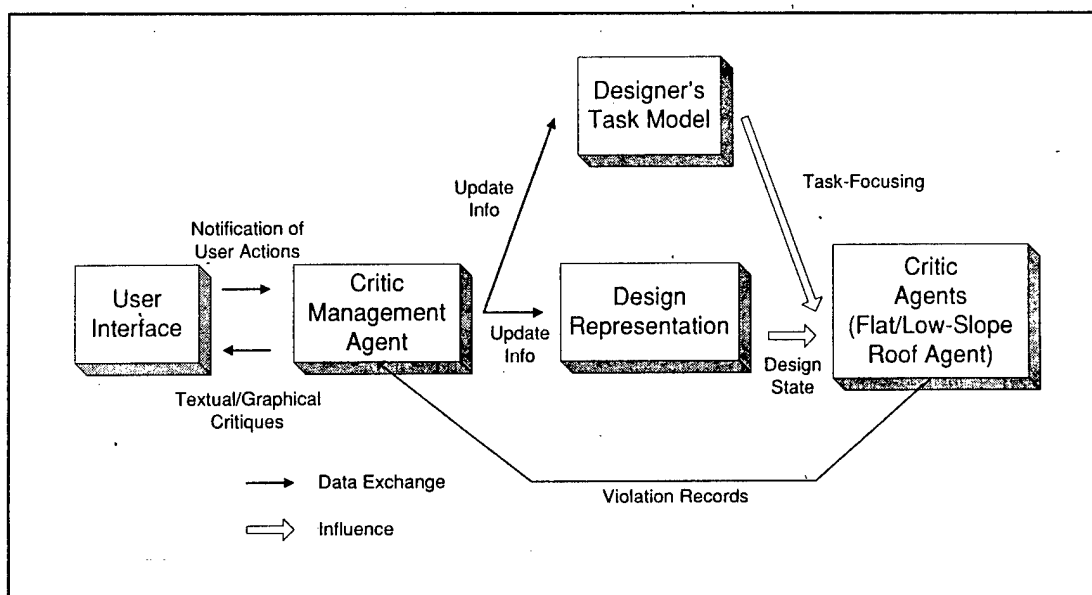 Designer's
Task Model
Task-Focusing
Update
Info
Notification of
User Actions
User
Interface
Critic
Management
Agent
Update
Info
Design
Representation
Design
State
Critic
Agents
(Flat/Low-Slope
Roof Agent)
Textual/Graphical
Critiques
Data Exchange
Violation Records
Influence